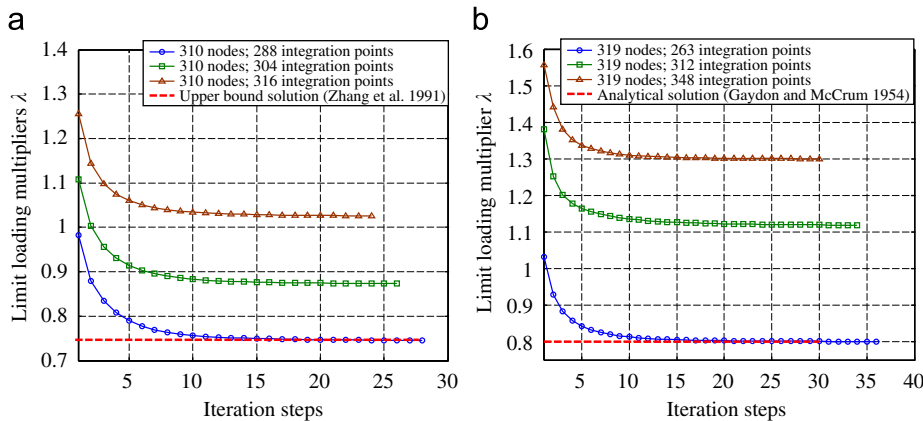 a
310 nodes; 288 integration points
310 nodes; 304 integration points
310 nodes; 316 integration points
Upper bound solution (Zhang et al. 1991)
Limit loading multipliers λ
1.4
1.3
1.2
1.1
1
0.9
0.8
0.7
5
10
15
20
25
30
Iteration steps
b
319 nodes; 263 integration points
319 nodes; 312 integration points
319 nodes; 348 integration points
Analytical solution (Gaydon and McCrum 1954)
Limit loading multiplier λ
1.6
1.5
1.4
1.3
1.2
1.1
1
0.9
0.8
5
10
15
20
25
30
35
40
Iteration steps